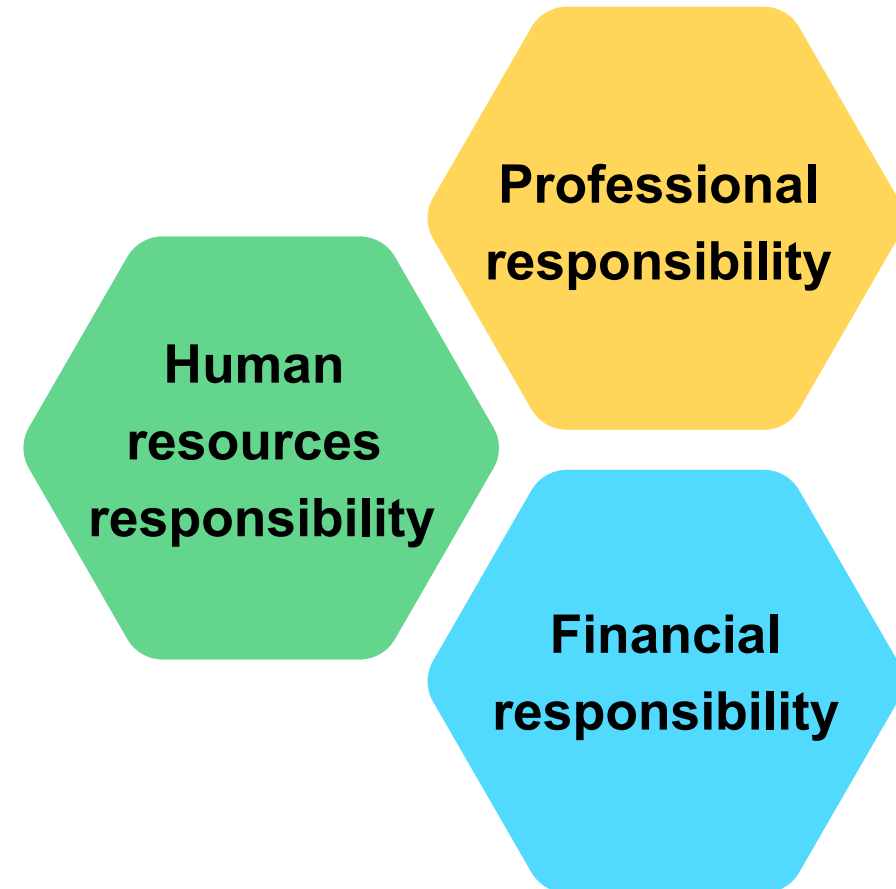 Professional
responsibility
Human
resources
responsibility
Financial
responsibility